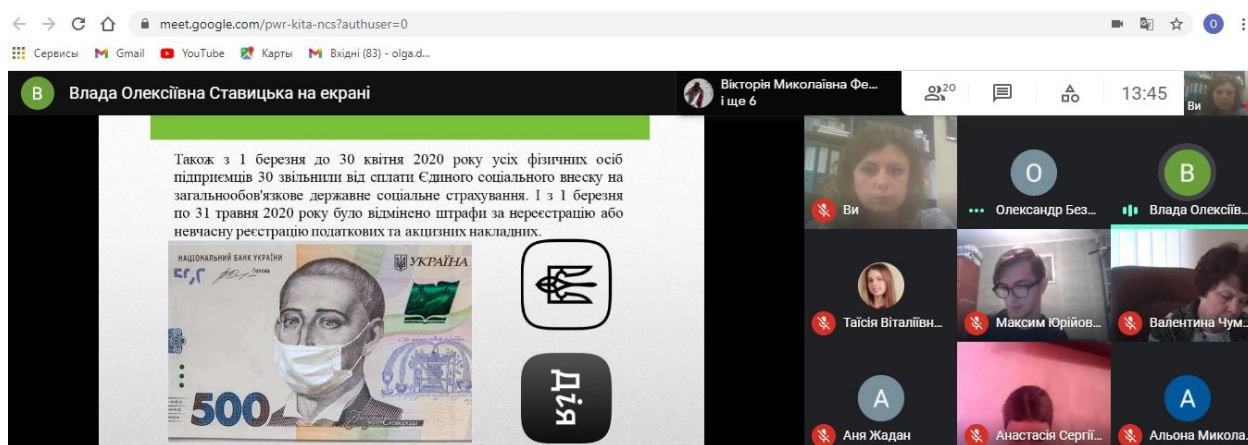 meet.google.com/pwr-kita-ncs?authuser=0
Сервисы Gmail YouTube Карты Вхідні (83) - olga.d...
В Влада Олексіївна Ставицька на екрані
Вікторія Миколаївна Фе...
і ще 6
20
13:45
Ви
Також з 1 березня до 30 квітня 2020 року усіх фізичних осіб
підприємців 30 звільнили від сплати Єдиного соціального внеску на
загальнообов'язкове державне соціальне страхування. І з 1 березня
по 31 травня 2020 року було відмінено штрафи за нереєстрацію або
невчасну реєстрацію податкових та акцизних накладних.
НАЦІОНАЛЬНИЙ БАНК УКРАЇНИ
Голова
УКРАЇНА
500
Дія
Ви
О
Олександр Без...
В
Влада Олексіїв...
Таїсія Віталіївн...
Максим Юрійов...
Валентина Чум...
А
Аня Жадан
Анастасія Сергії...
А
Альона Микола